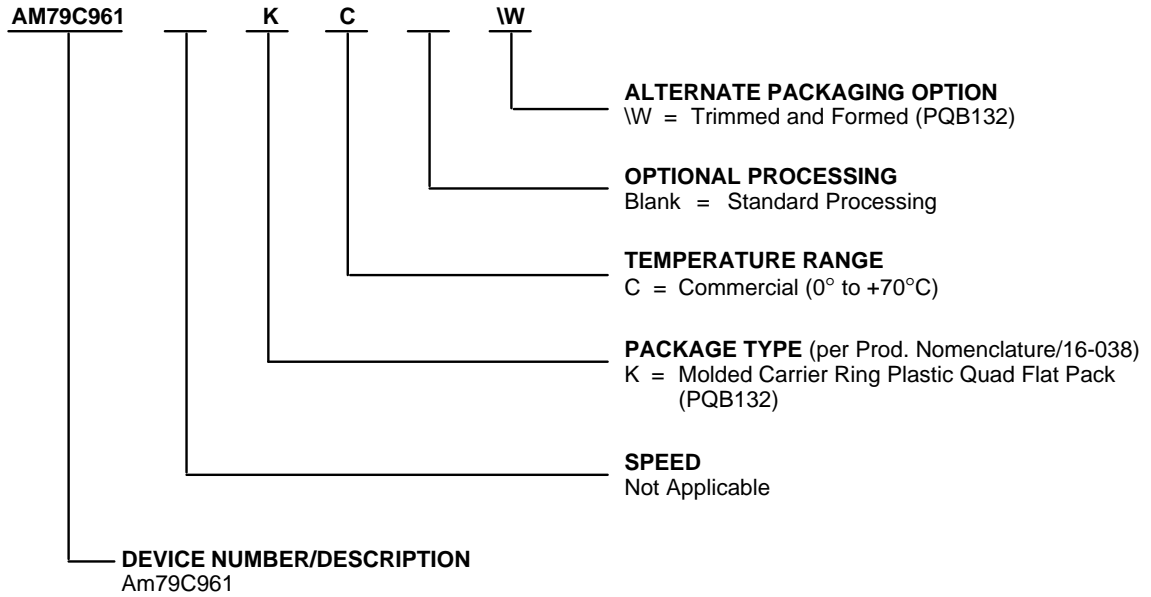 AM79C961 K C \W
ALTERNATE PACKAGING OPTION
\W = Trimmed and Formed (PQB132)
OPTIONAL PROCESSING
Blank = Standard Processing
TEMPERATURE RANGE
C = Commercial (0° to +70°C)
PACKAGE TYPE (per Prod. Nomenclature/16-038)
K = Molded Carrier Ring Plastic Quad Flat Pack
(PQB132)
SPEED
Not Applicable
DEVICE NUMBER/DESCRIPTION
Am79C961